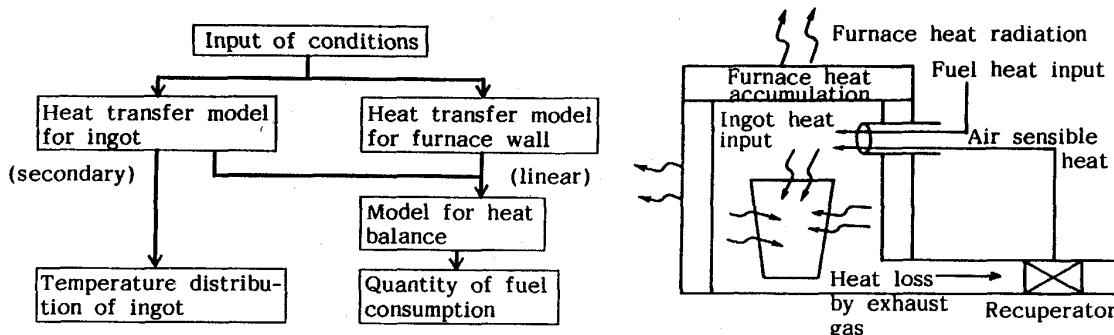 Input of conditions
Heat transfer model
for ingot
Heat transfer model
for furnace wall
(secondary)
(linear)
Model for heat
balance
Temperature distribu-
tion of ingot
Quantity of fuel
consumption
Furnace heat radiation
Fuel heat input
Furnace heat
accumulation
Ingot heat
input
Air sensible
heat
Heat loss
by exhaust
gas
Recuperator